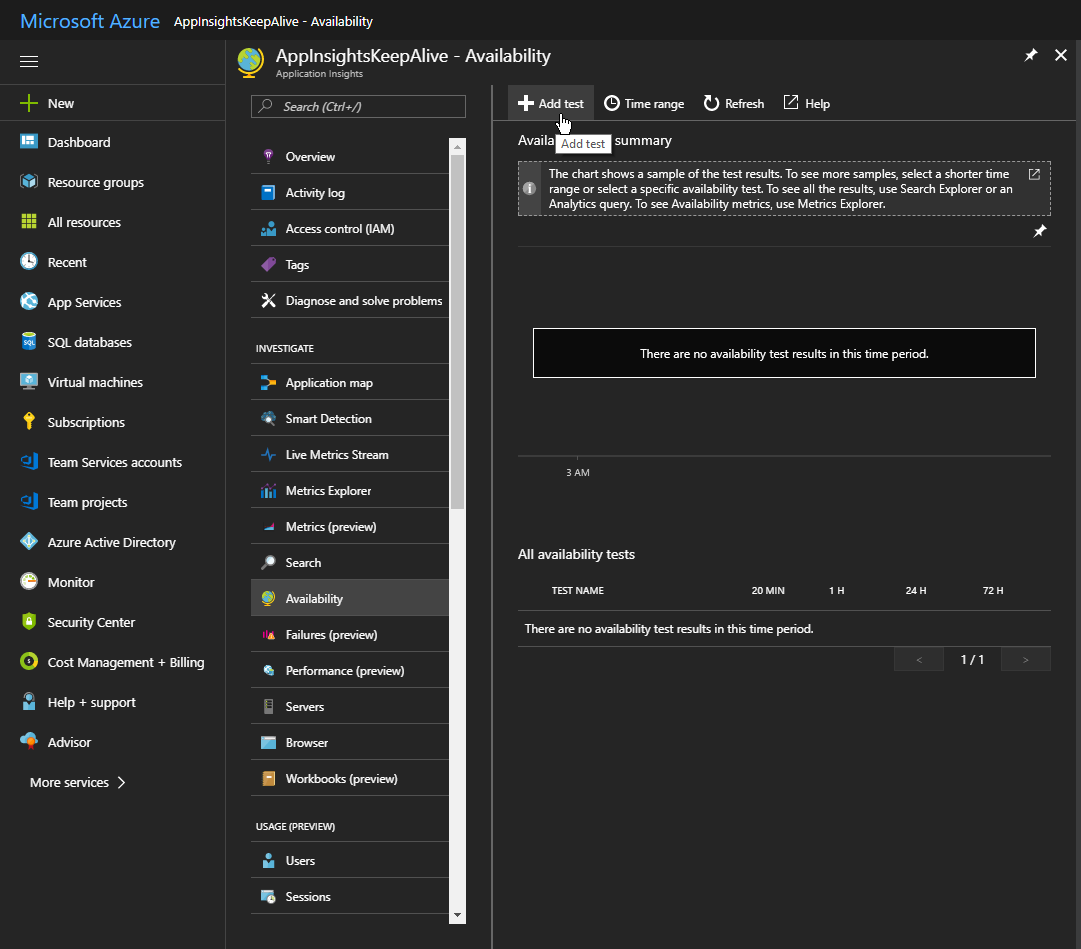 Microsoft Azure AppInsightsKeepAlive - Availability
New
Dashboard
Resource groups
All resources
Recent
App Services
SQL databases
Virtual machines
Subscriptions
Team Services accounts
Team projects
Azure Active Directory
Monitor
Security Center
Cost Management + Billing
Help + support
Advisor
More services
AppInsightsKeepAlive - Availability
Application Insights
Search (Ctrl+/)
Overview
Activity log
Access control (IAM)
Tags
Diagnose and solve problems
INVESTIGATE
Application map
Smart Detection
Live Metrics Stream
Metrics Explorer
Metrics (preview)
Search
Availability
Failures (preview)
Performance (preview)
Servers
Browser
Workbooks (preview)
USAGE (PREVIEW)
Users
Sessions
Add test Time range Refresh Help
Availa summary
Add test
The chart shows a sample of the test results. To see more samples, select a shorter time
range or select a specific availability test. To see all the results, use Search Explorer or an
Analytics query. To see Availability metrics, use Metrics Explorer.
There are no availability test results in this time period.
3 AM
All availability tests
TEST NAME 20 MIN 1 H 24 H 72 H
There are no availability test results in this time period.
< 1 / 1 >